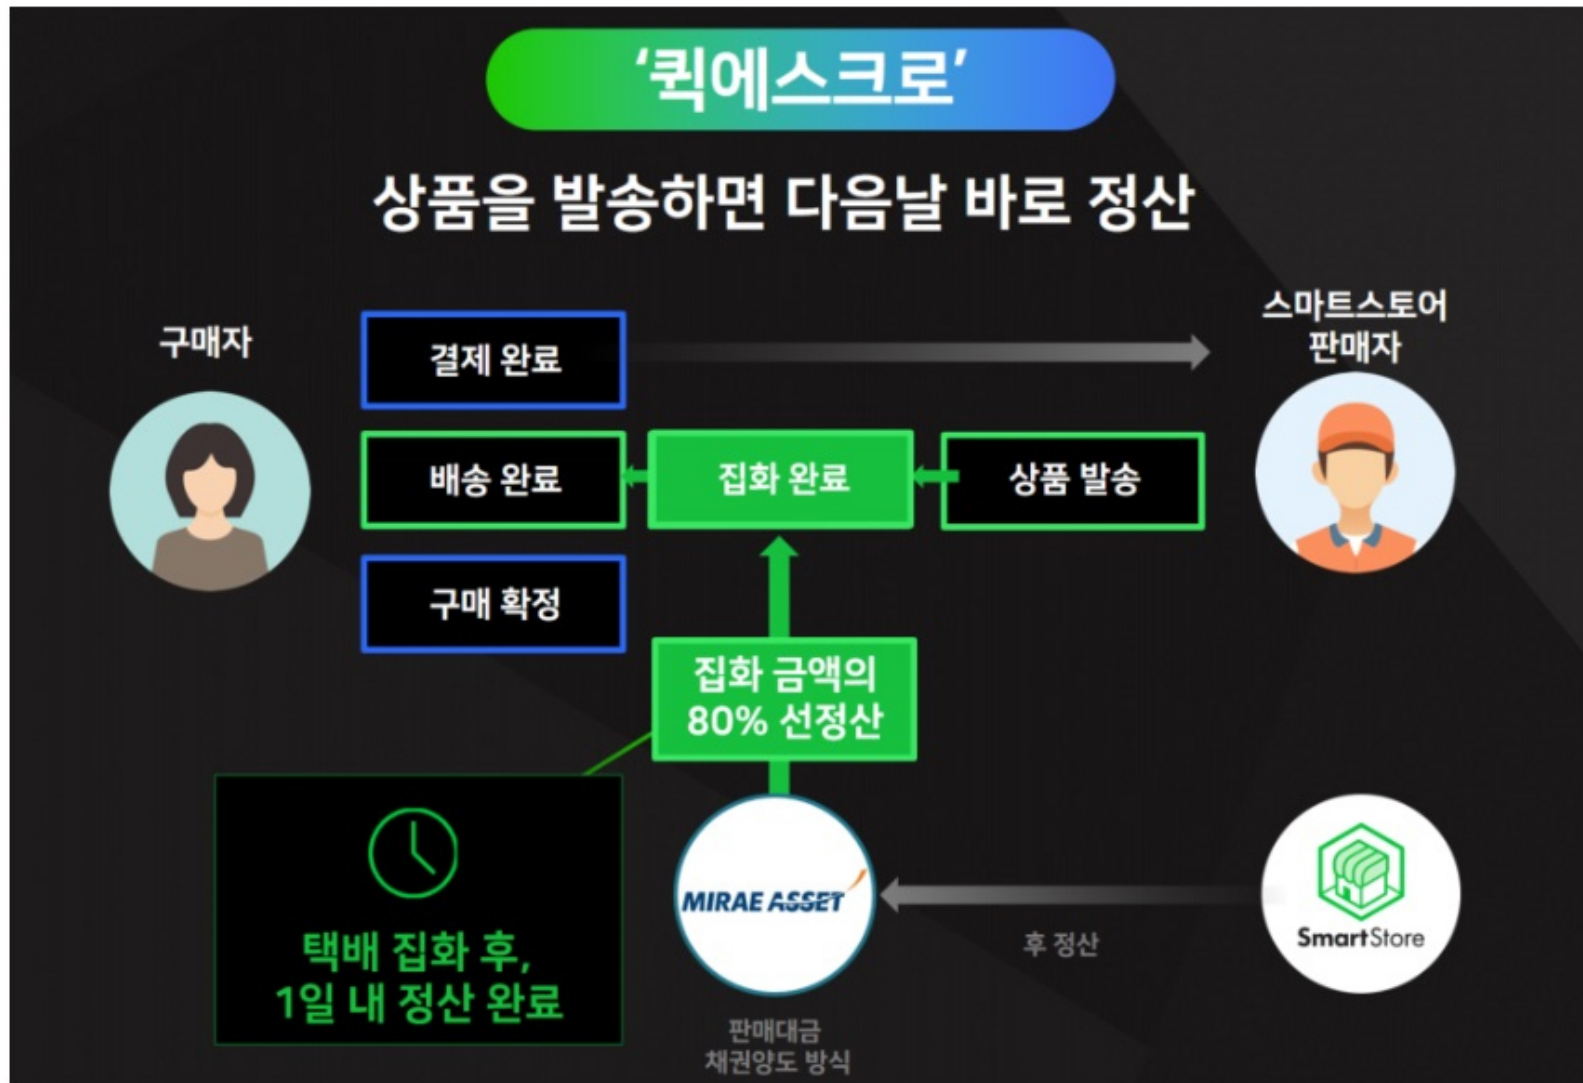 ‘퀵에스크로’
상품을 발송하면 다음날 바로 정산
구매자
스마트스토어
판매자
결제 완료
배송 완료
집화 완료
상품 발송
구매 확정
집화 금액의
80% 선정산
택배 집화 후,
1일 내 정산 완료
MIRAE ASSET
후 정산
SmartStore
판매대금
채권양도 방식